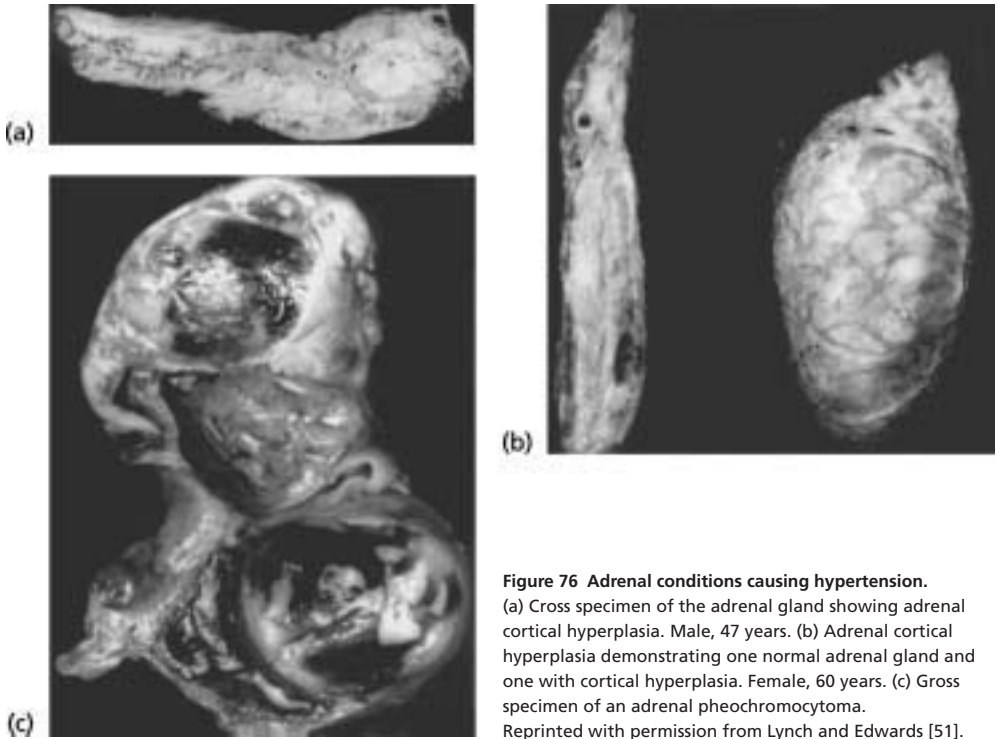 (a)
(b)
(c)
Figure 76 Adrenal conditions causing hypertension.
(a) Cross specimen of the adrenal gland showing adrenal
cortical hyperplasia. Male, 47 years. (b) Adrenal cortical
hyperplasia demonstrating one normal adrenal gland and
one with cortical hyperplasia. Female, 60 years. (c) Gross
specimen of an adrenal pheochromocytoma.
Reprinted with permission from Lynch and Edwards [51].